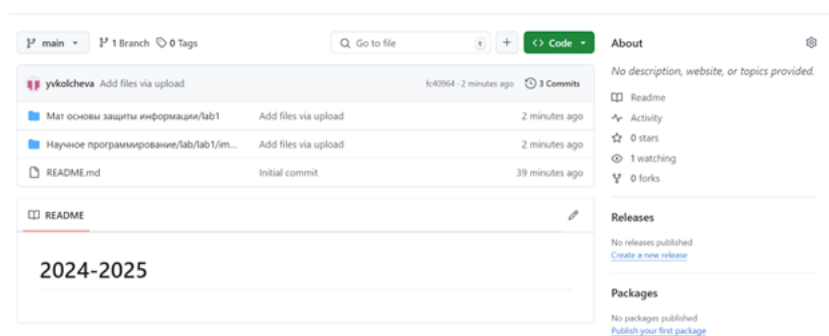 main 1 Branch 0 Tags Go to file t + <> Code
yvkolcheva Add files via upload fc40964 · 2 minutes ago 3 Commits
Мат основы защиты информации/lab1 Add files via upload 2 minutes ago
Научное программирование/lab/lab1/im... Add files via upload 2 minutes ago
README.md Initial commit 39 minutes ago
README
2024-2025
About
No description, website, or topics provided.
Readme
Activity
0 stars
1 watching
0 forks
Releases
No releases published
Create a new release
Packages
No packages published
Publish your first package